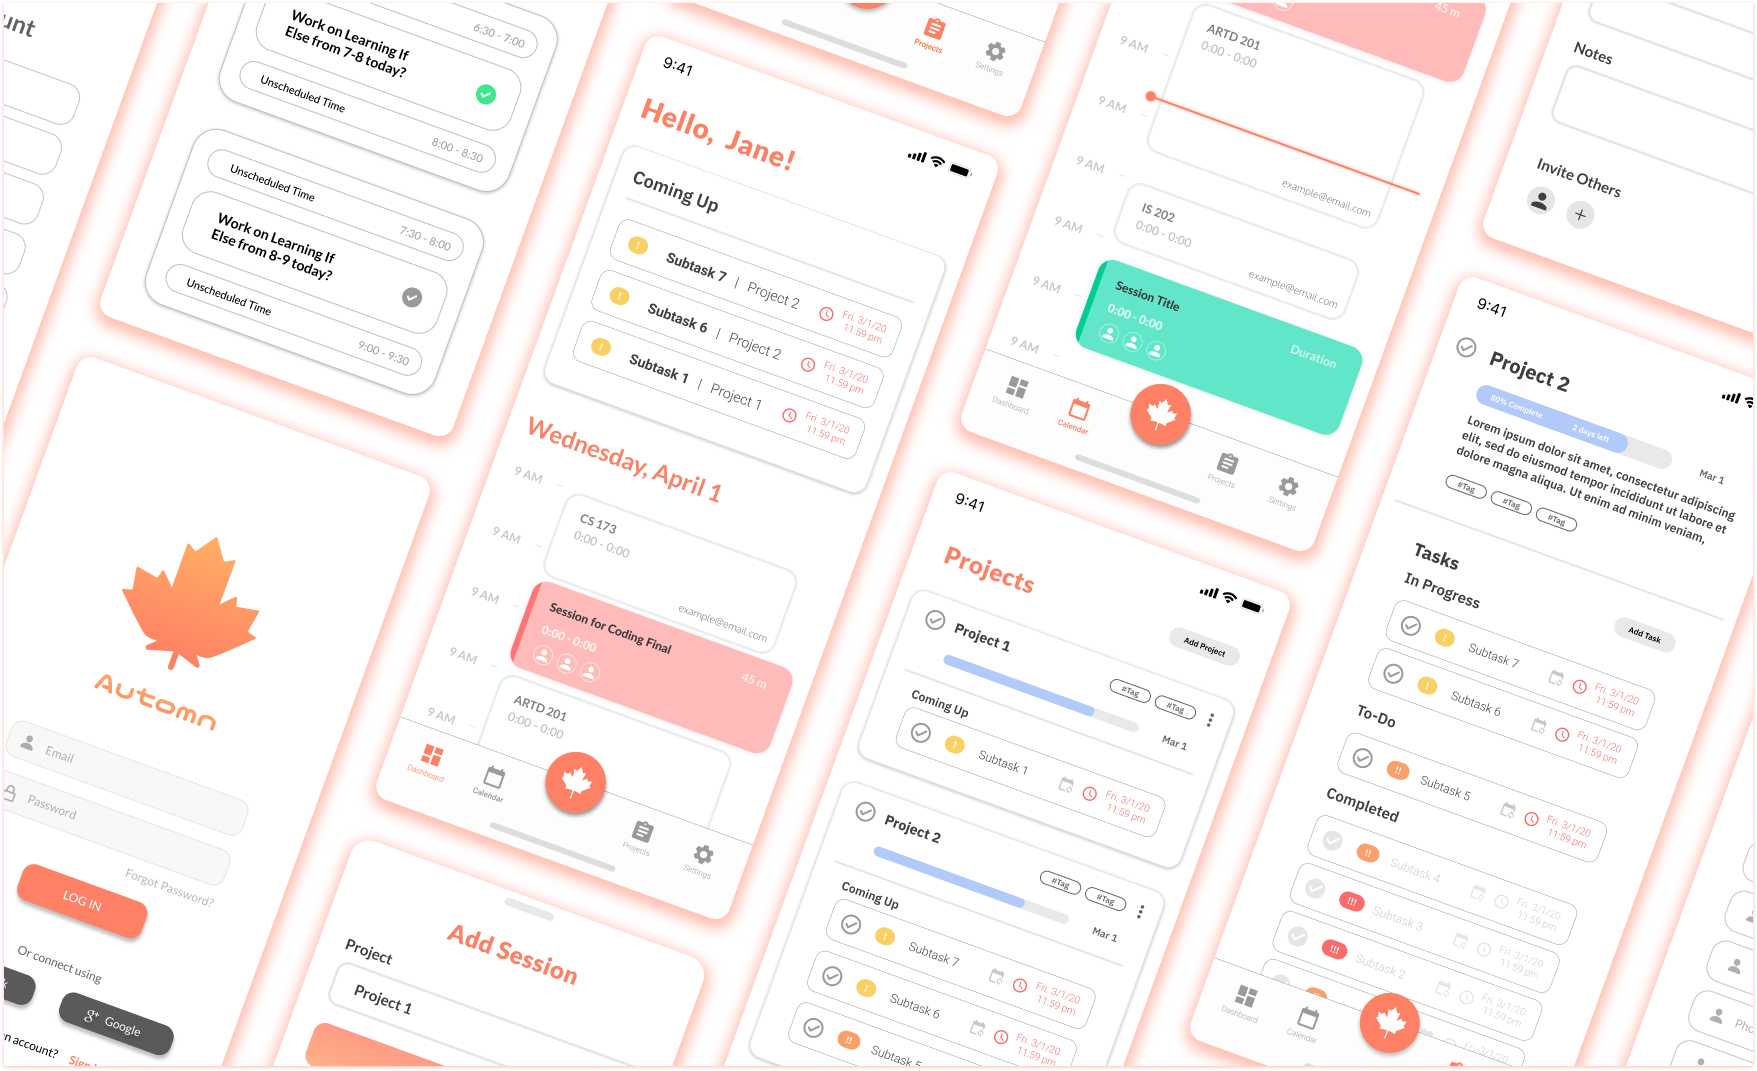 unt
6:30 - 7:00
Work on Learning If
Else from 7-8 today?
Unscheduled Time
8:00 - 8:30
Unscheduled Time
7:30 - 8:00
Work on Learning If
Else from 8-9 today?
Unscheduled Time
9:00 - 9:30
Automn
Email
Password
Forgot Password?
LOG IN
Or connect using
k
g+ Google
n account? Sign
Projects
Settings
9:41
Hello, Jane!
Coming Up
! Subtask 7 | Project 2
Fri. 3/1/20
11:59 pm
! Subtask 6 | Project 2
Fri. 3/1/20
11:59 pm
! Subtask 1 | Project 1
Fri. 3/1/20
11:59 pm
Wednesday, April 1
9 AM
CS 173
0:00 - 0:00
9 AM
example@email.com
9 AM
Session for Coding Final
0:00 - 0:00
45 m
9 AM
ARTD 201
0:00 - 0:00
9 AM
Dashboard
Calendar
Projects
Settings
Add Session
Project
Project 1
45 m
9 AM
ARTD 201
0:00 - 0:00
9 AM
example@email.com
9 AM
IS 202
0:00 - 0:00
9 AM
example@email.com
9 AM
Session Title
0:00 - 0:00
Duration
9 AM
Dashboard
Calendar
Projects
Settings
9:41
Projects
Add Project
Project 1
#Tag
#Tag
Mar 1
Coming Up
! Subtask 1
Fri. 3/1/20
11:59 pm
Project 2
#Tag
#Tag
Mar 1
Coming Up
! Subtask 7
Fri. 3/1/20
11:59 pm
! Subtask 6
Fri. 3/1/20
11:59 pm
!! Subtask 5
Fri. 3/1/20
11:59 pm
Notes
Invite Others
9:41
Project 2
80% Complete
2 days left
Mar 1
Lorem ipsum dolor sit amet, consectetur adipiscing
elit, sed do eiusmod tempor incididunt ut labore et
dolore magna aliqua. Ut enim ad minim veniam,
#Tag
#Tag
#Tag
Tasks
Add Task
In Progress
! Subtask 7
Fri. 3/1/20
11:59 pm
! Subtask 6
Fri. 3/1/20
11:59 pm
To-Do
!! Subtask 5
Fri. 3/1/20
11:59 pm
Completed
!! Subtask 4
Fri. 3/1/20
11:59 pm
!!! Subtask 3
Fri. 3/1/20
11:59 pm
!!! Subtask 2
Fri. 3/1/20
11:59 pm
!!
Fri. 3/1/20
11:59 pm
Dashboard
Calendar
Pho